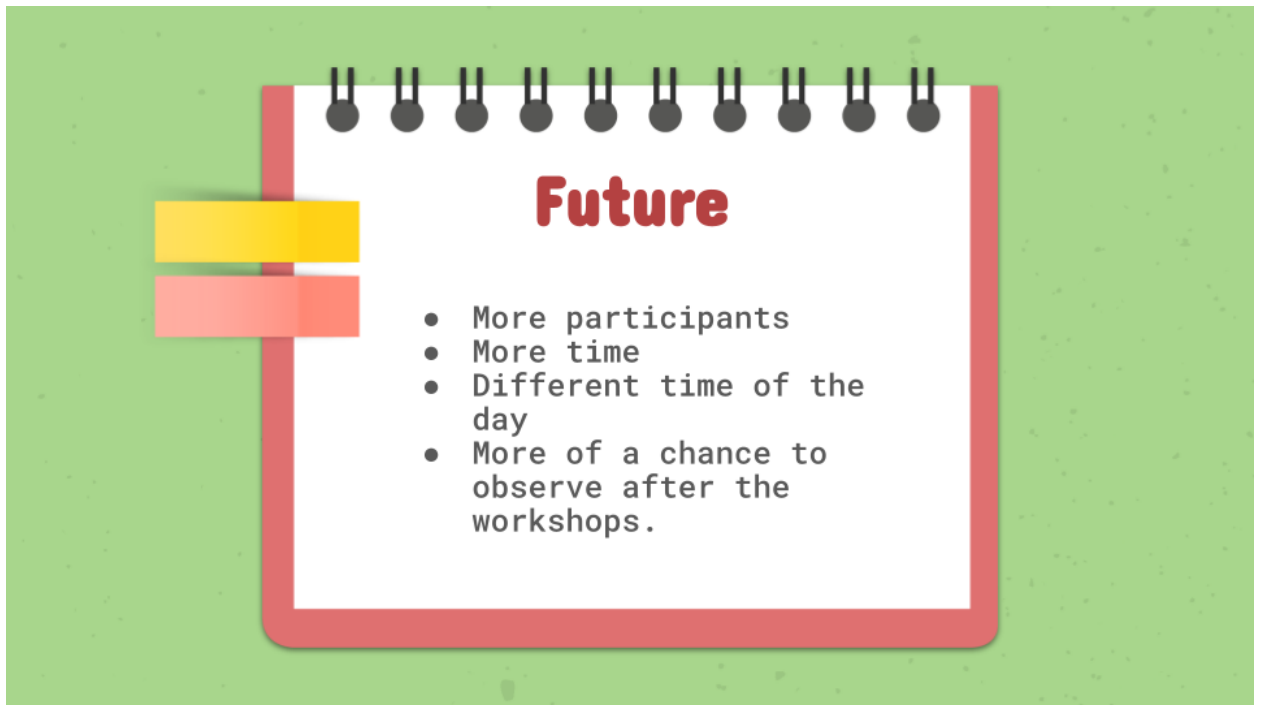 Future
● More participants
● More time
● Different time of the
day
● More of a chance to
observe after the
workshops.